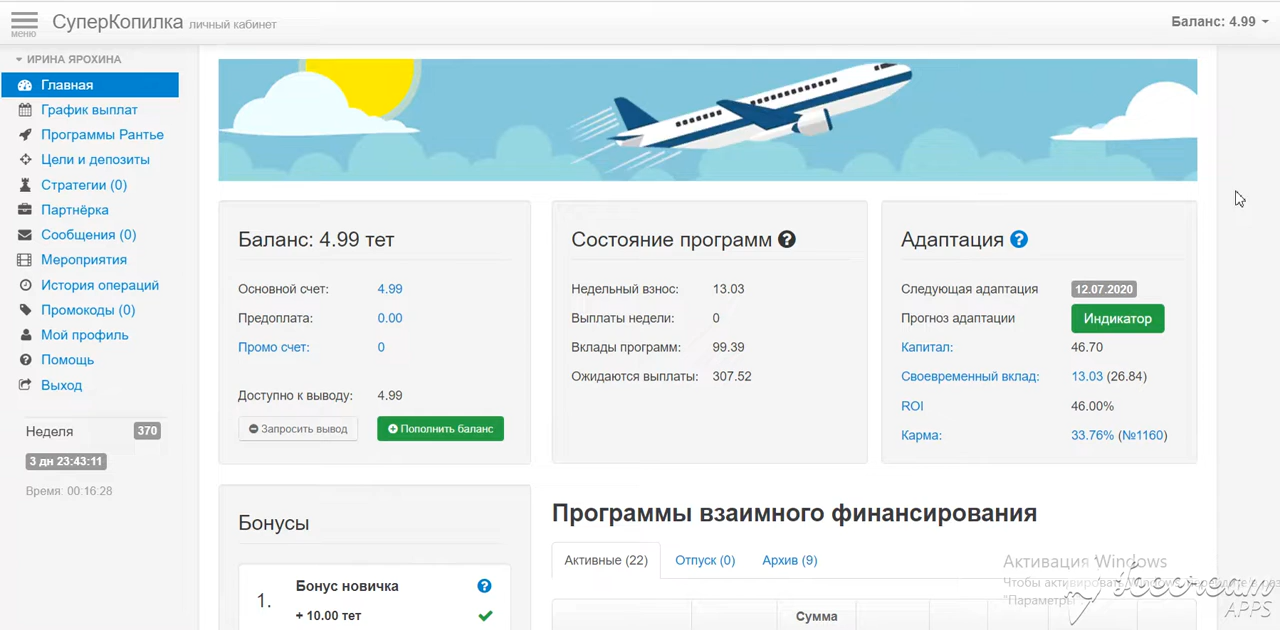 СуперКопилка личный кабинет
меню
Баланс: 4.99
ИРИНА ЯРОХИНА
Главная
График выплат
Программы Рантье
Цели и депозиты
Стратегии (0)
Партнёрка
Сообщения (0)
Мероприятия
История операций
Промокоды (0)
Мой профиль
Помощь
Выход
Неделя 370
3 дн 23:43:11
Время: 00:16:28
Баланс: 4.99 тет
Основной счет: 4.99
Предоплата: 0.00
Промо счет: 0
Доступно к выводу: 4.99
Запросить вывод
Пополнить баланс
Состояние программ
Недельный взнос: 13.03
Выплаты недели: 0
Вклады программ: 99.39
Ожидаются выплаты: 307.52
Адаптация
Следующая адаптация 12.07.2020
Прогноз адаптации Индикатор
Капитал: 46.70
Своевременный вклад: 13.03 (26.84)
ROI 46.00%
Карма: 33.76% (№1160)
Бонусы
1.
Бонус новичка
+ 10.00 тет
Программы взаимного финансирования
Активные (22)
Отпуск (0)
Архив (9)
Сумма
Активация Windows
Чтобы активировать Windows
"Параметры
Icecream
APPS